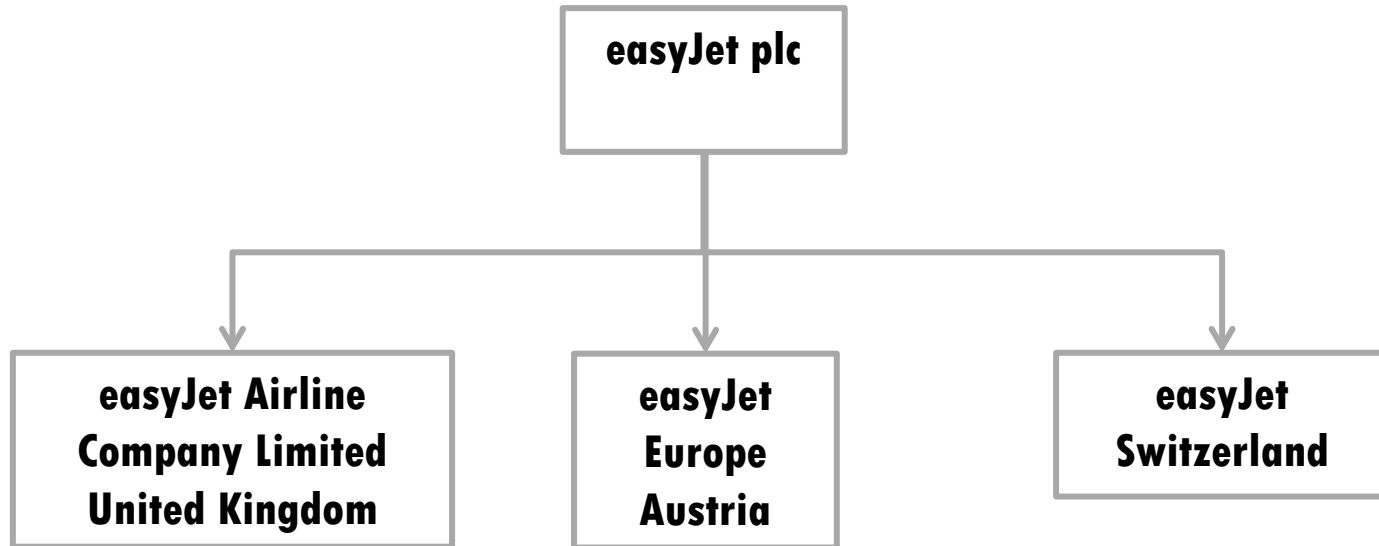 easyJet plc
easyJet Airline
Company Limited
United Kingdom
easyJet
Europe
Austria
easyJet
Switzerland